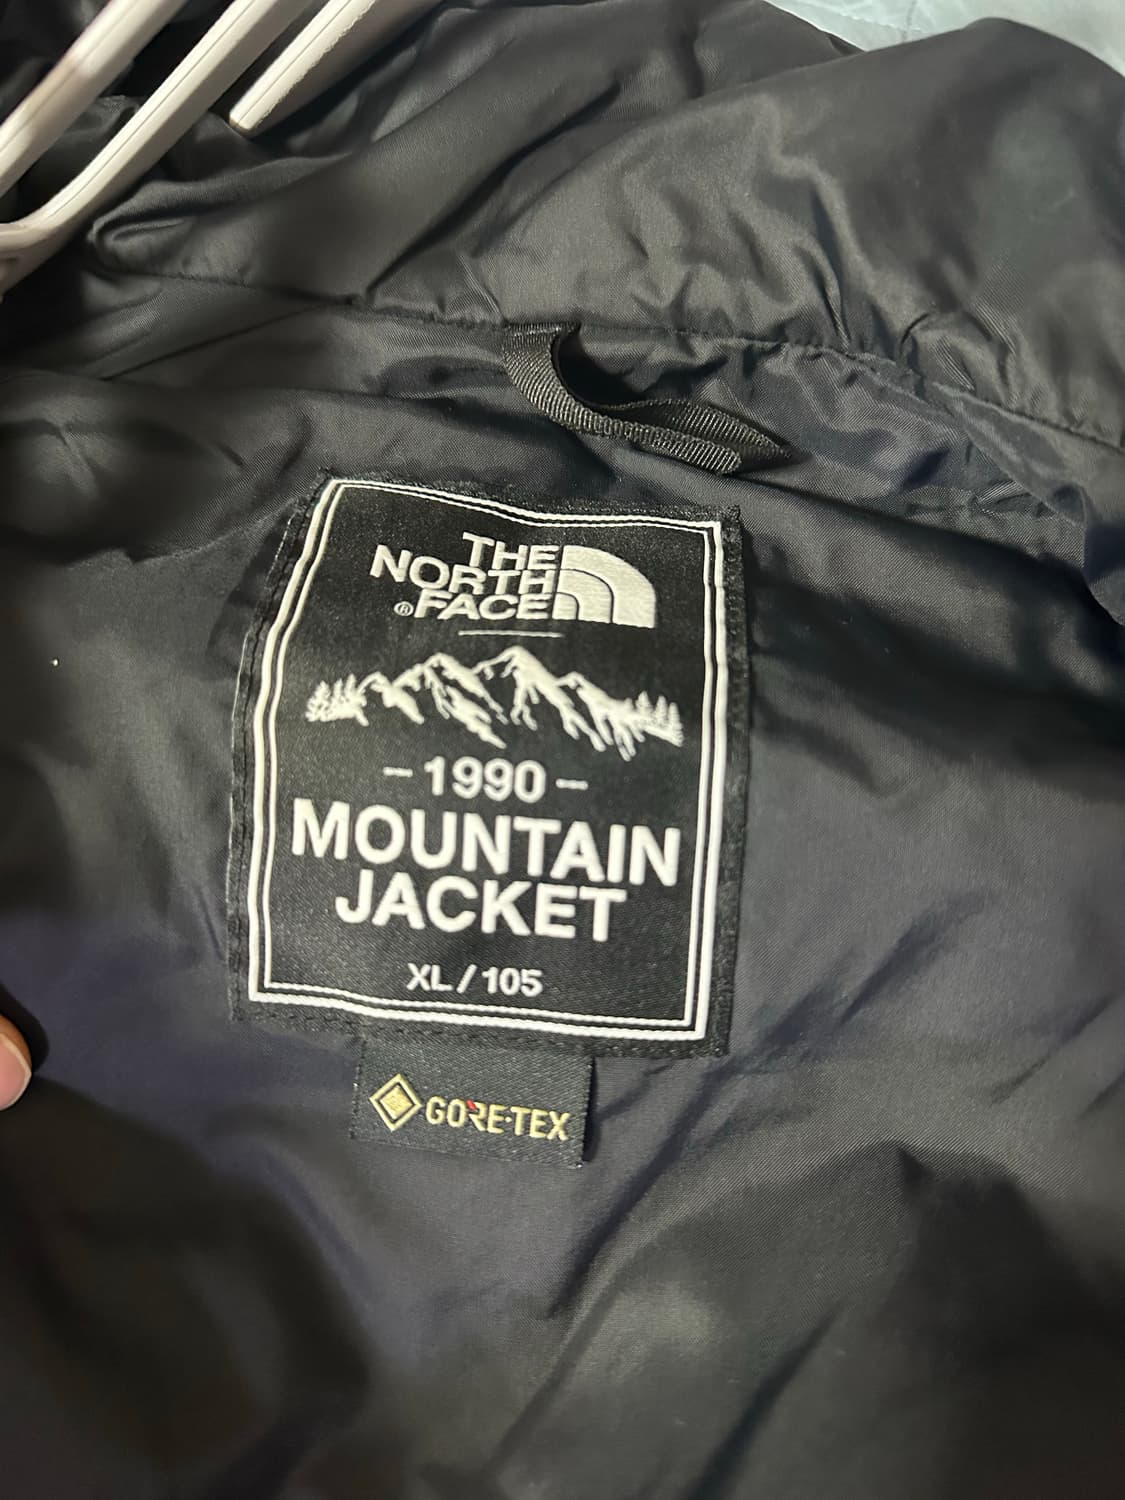 THE
NORTH
®FACE
– 1990 –
MOUNTAIN
JACKET
XL / 105
GORE-TEX